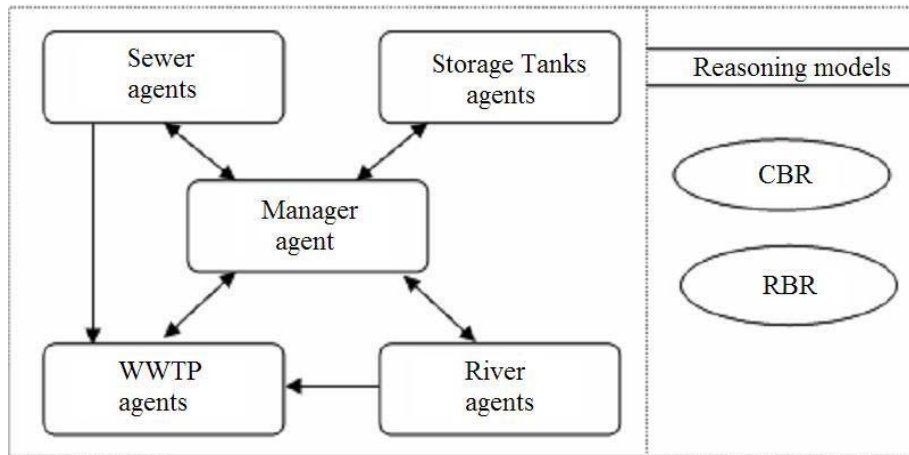 Sewer
agents
Storage Tanks
agents
Reasoning models
CBR
Manager
agent
RBR
WWTP
agents
River
agents